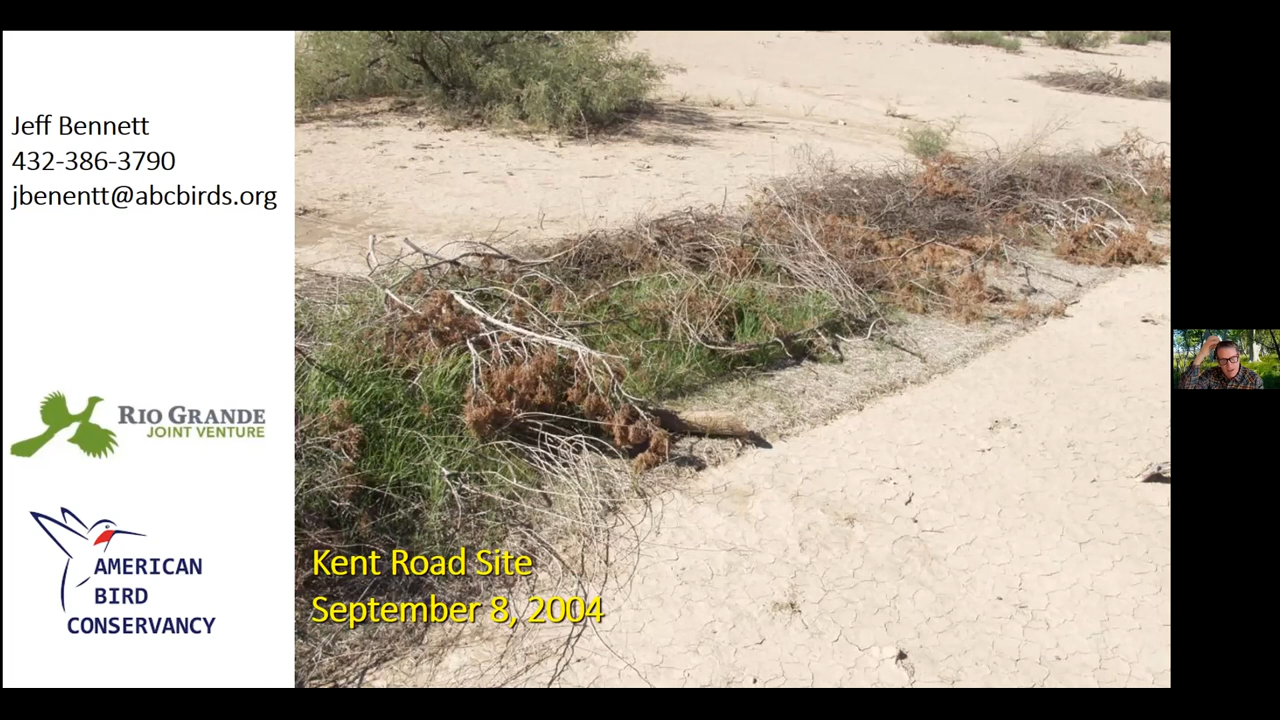 Jeff Bennett
432-386-3790
jbenentt@abcbirds.org
RIO GRANDE
JOINT VENTURE
AMERICAN
BIRD
CONSERVANCY
Kent Road Site
September 8, 2004